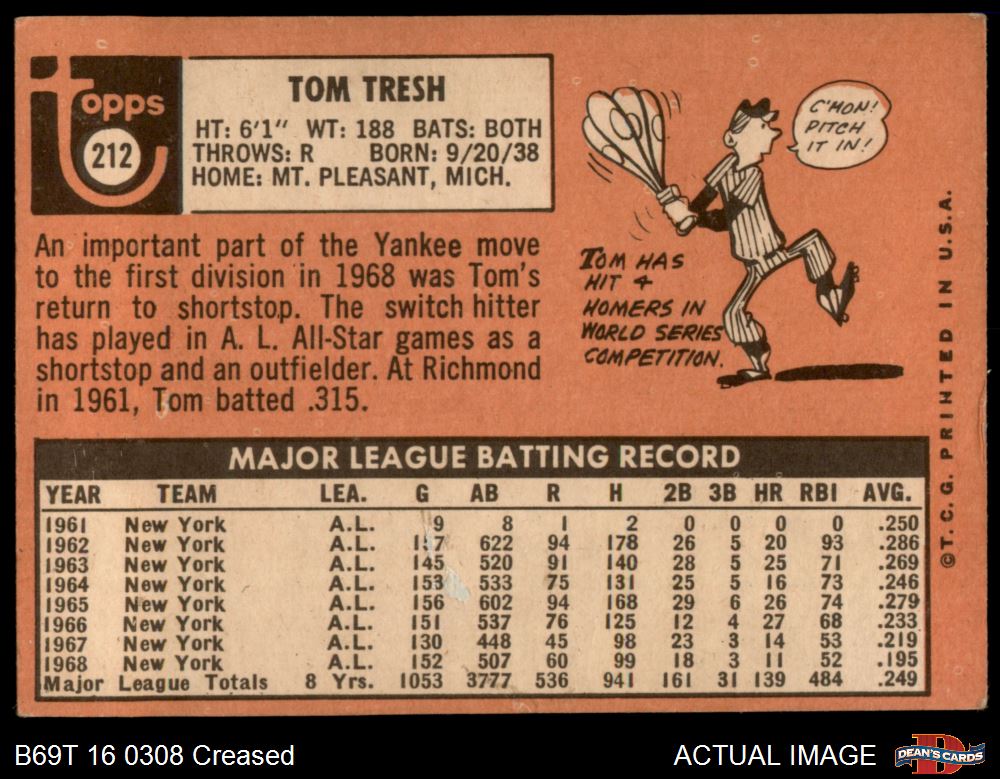 topps
212
TOM TRESH
HT: 6'1" WT: 188 BATS: BOTH
THROWS: R BORN: 9/20/38
HOME: MT. PLEASANT, MICH.
An important part of the Yankee move
to the first division in 1968 was Tom's
return to shortstop. The switch hitter
has played in A. L. All-Star games as a
shortstop and an outfielder. At Richmond
in 1961, Tom batted .315.
C'MON!
PITCH
IT IN!
TOM HAS
HIT 4
HOMERS IN
WORLD SERIES
COMPETITION.
MAJOR LEAGUE BATTING RECORD
YEAR TEAM LEA. G AB R H 2B 3B HR RBI AVG.
1961 New York A.L. 9 8 1 2 0 0 0 0 .250
1962 New York A.L. 157 622 94 178 26 5 20 93 .286
1963 New York A.L. 145 520 91 140 28 5 25 71 .269
1964 New York A.L. 153 533 75 131 25 5 16 73 .246
1965 New York A.L. 156 602 94 168 29 6 26 74 .279
1966 New York A.L. 151 537 76 125 12 4 27 68 .233
1967 New York A.L. 130 448 45 98 23 3 14 53 .219
1968 New York A.L. 152 507 60 99 18 3 11 52 .195
Major League Totals 8 Yrs. 1053 3777 536 941 161 31 139 484 .249
©T. C. G. PRINTED IN U.S.A.
B69T 16 0308 Creased
ACTUAL IMAGE
DEAN'S CARDS